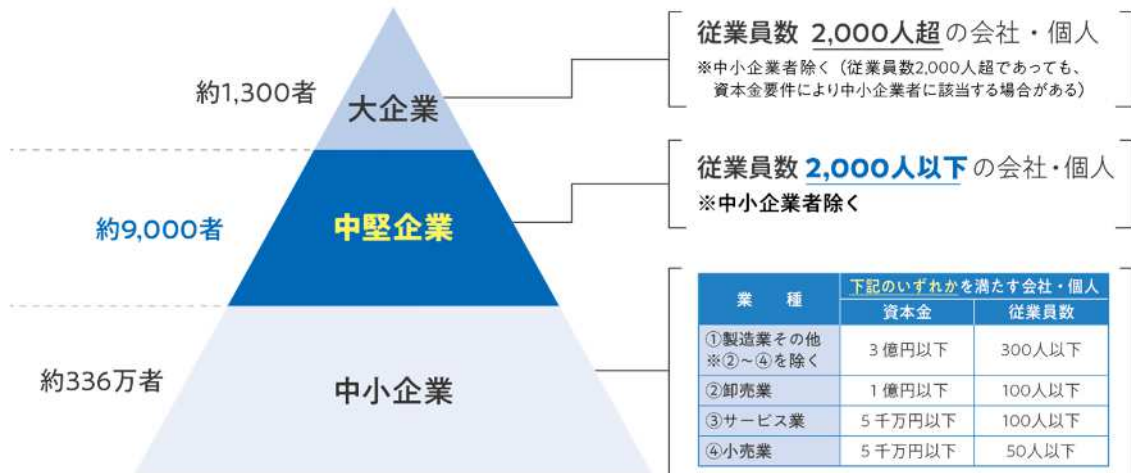 約1,300者
大企業
従業員数 2,000人超 の会社・個人
※中小企業者除く（従業員数2,000人超であっても、
資本金要件により中小企業者に該当する場合がある）
約9,000者
中堅企業
従業員数 2,000人以下 の会社・個人
※中小企業者除く
約336万者
中小企業
業 種
下記のいずれかを満たす会社・個人
資本金
従業員数
①製造業その他
※②～④を除く
3億円以下
300人以下
②卸売業
1億円以下
100人以下
③サービス業
5千万円以下
100人以下
④小売業
5千万円以下
50人以下